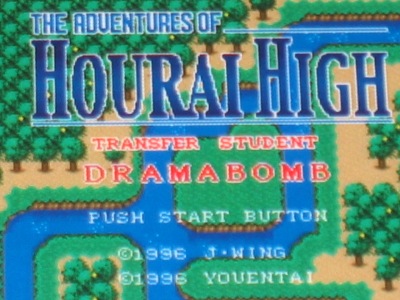 THE ADVENTURES OF
HOURAI HIGH
TRANSFER STUDENT
DRAMABOMB
PUSH START BUTTON
©1996 J·WING
©1996 YOUENTAI